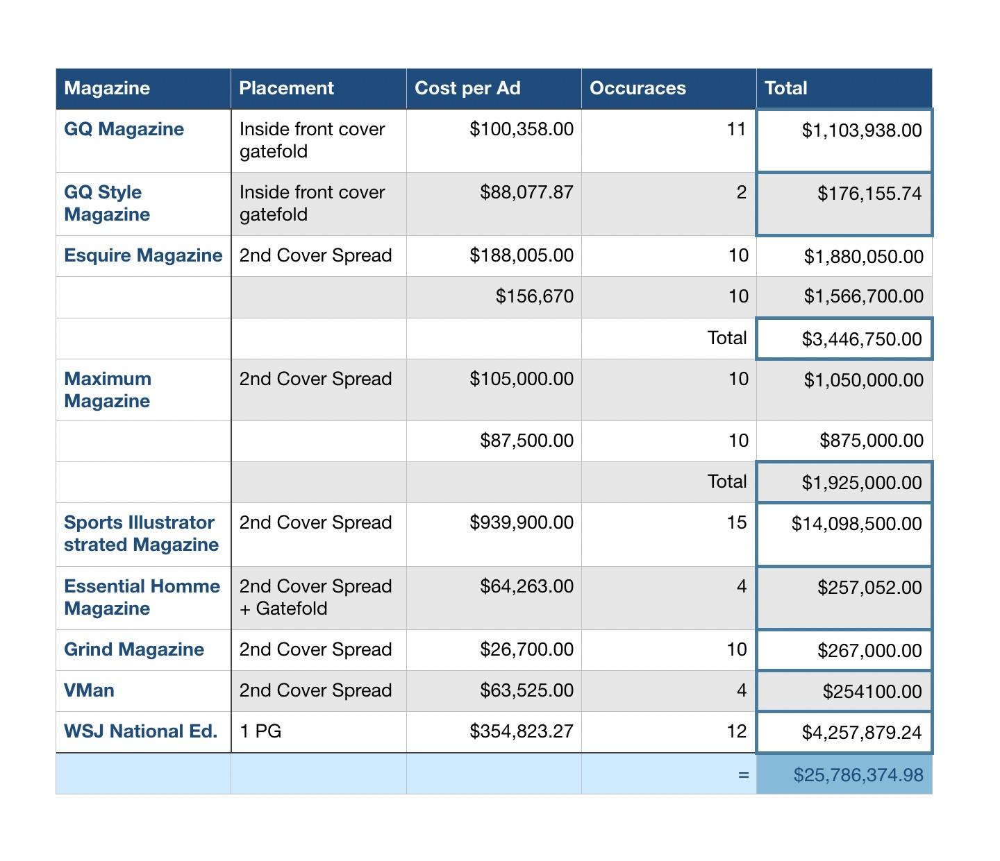 Magazine Placement Cost per Ad Occuraces Total
GQ Magazine Inside front cover $100,358.00 11 $1,103,938.00
gatefold
GQ Style Inside front cover $88,077.87 2 $176,155.74
Magazine gatefold
Esquire Magazine 2nd Cover Spread $188,005.00 10 $1,880,050.00
$156,670 10 $1,566,700.00
Total $3,446,750.00
Maximum 2nd Cover Spread $105,000.00 10 $1,050,000.00
Magazine
$87,500.00 10 $875,000.00
Total $1,925,000.00
Sports Illustrator 2nd Cover Spread $939,900.00 15 $14,098,500.00
strated Magazine
Essential Homme 2nd Cover Spread $64,263.00 4 $257,052.00
Magazine + Gatefold
Grind Magazine 2nd Cover Spread $26,700.00 10 $267,000.00
VMan 2nd Cover Spread $63,525.00 4 $254100.00
WSJ National Ed. 1 PG $354,823.27 12 $4,257,879.24
= $25,786,374.98